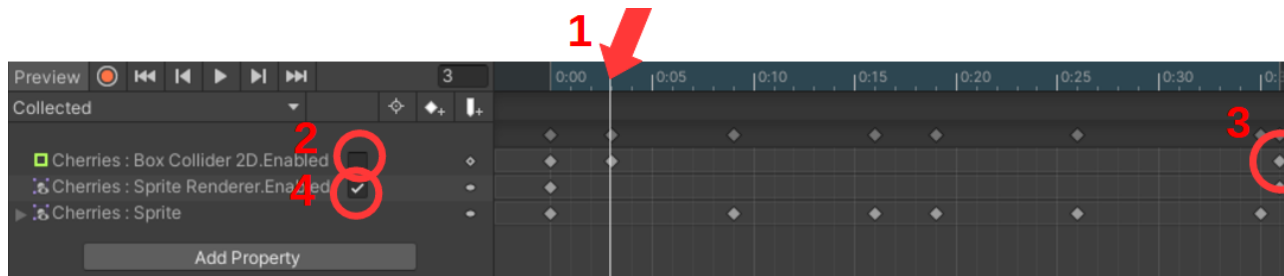 1
Preview 3 0:00 0:05 0:10 0:15 0:20 0:25 0:30
Collected
2 3
Cherries : Box Collider 2D.Enabled
Cherries : Sprite Renderer.Enabled
4
Cherries : Sprite
Add Property